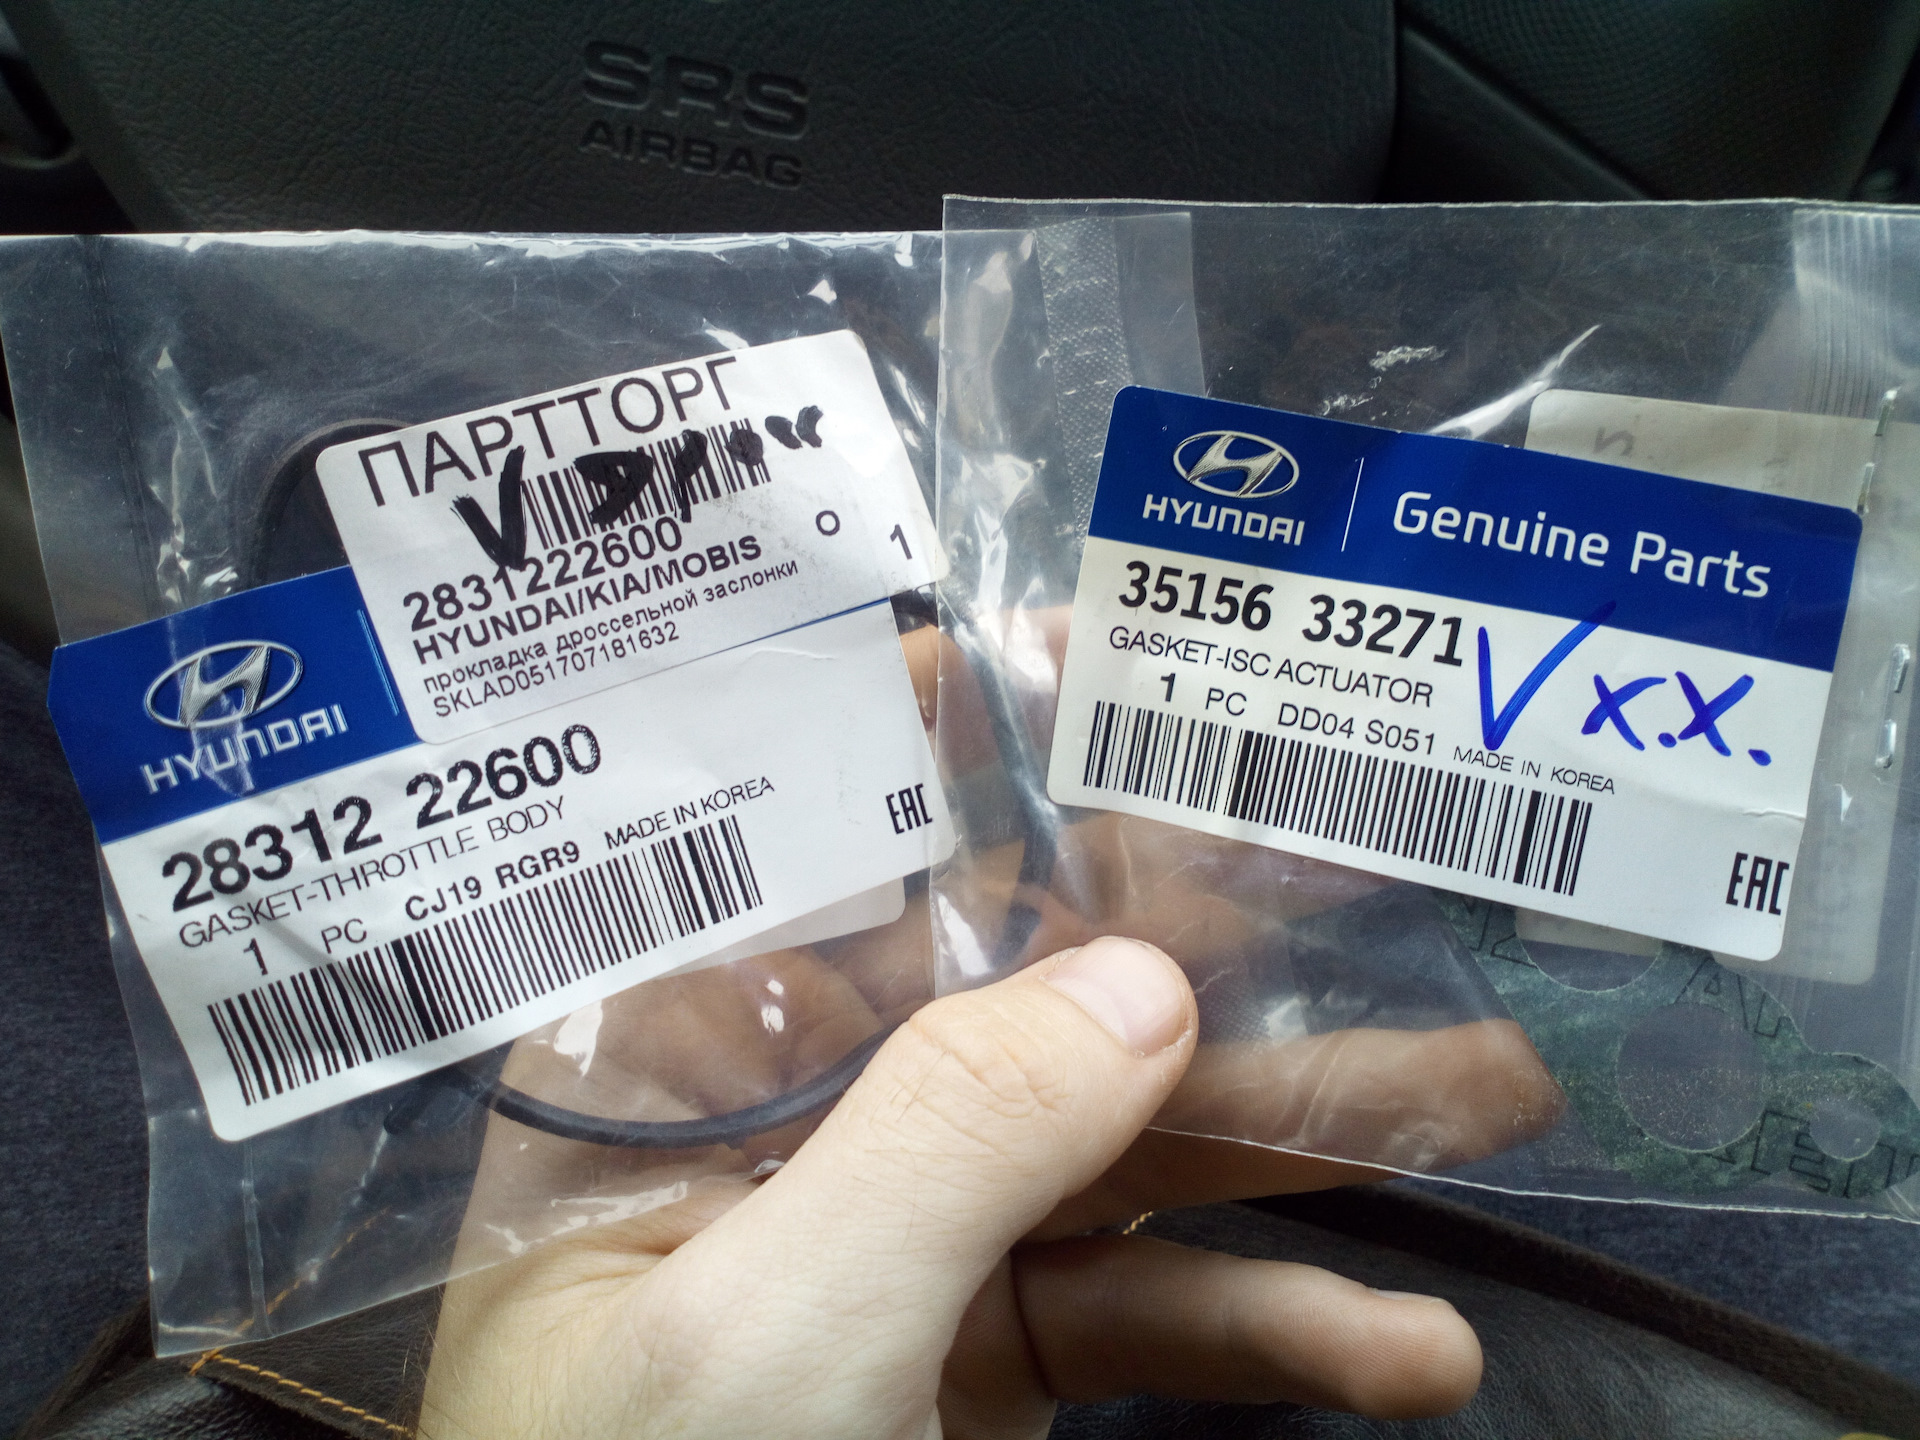 SRS
AIRBAG
ПАРТТОРГ
V
2831222600
HYUNDAI/KIA/MOBIS
О
1
прокладка дроссельной заслонки
SKLAD051707181632
HYUNDAI
28312 22600
GASKET-THROTTLE BODY
1 PC CJ19 RGR9 MADE IN KOREA
EAC
HYUNDAI
Genuine Parts
35156 33271
GASKET-ISC ACTUATOR
V x.x.
1 PC DD04 S051 MADE IN KOREA
EAC